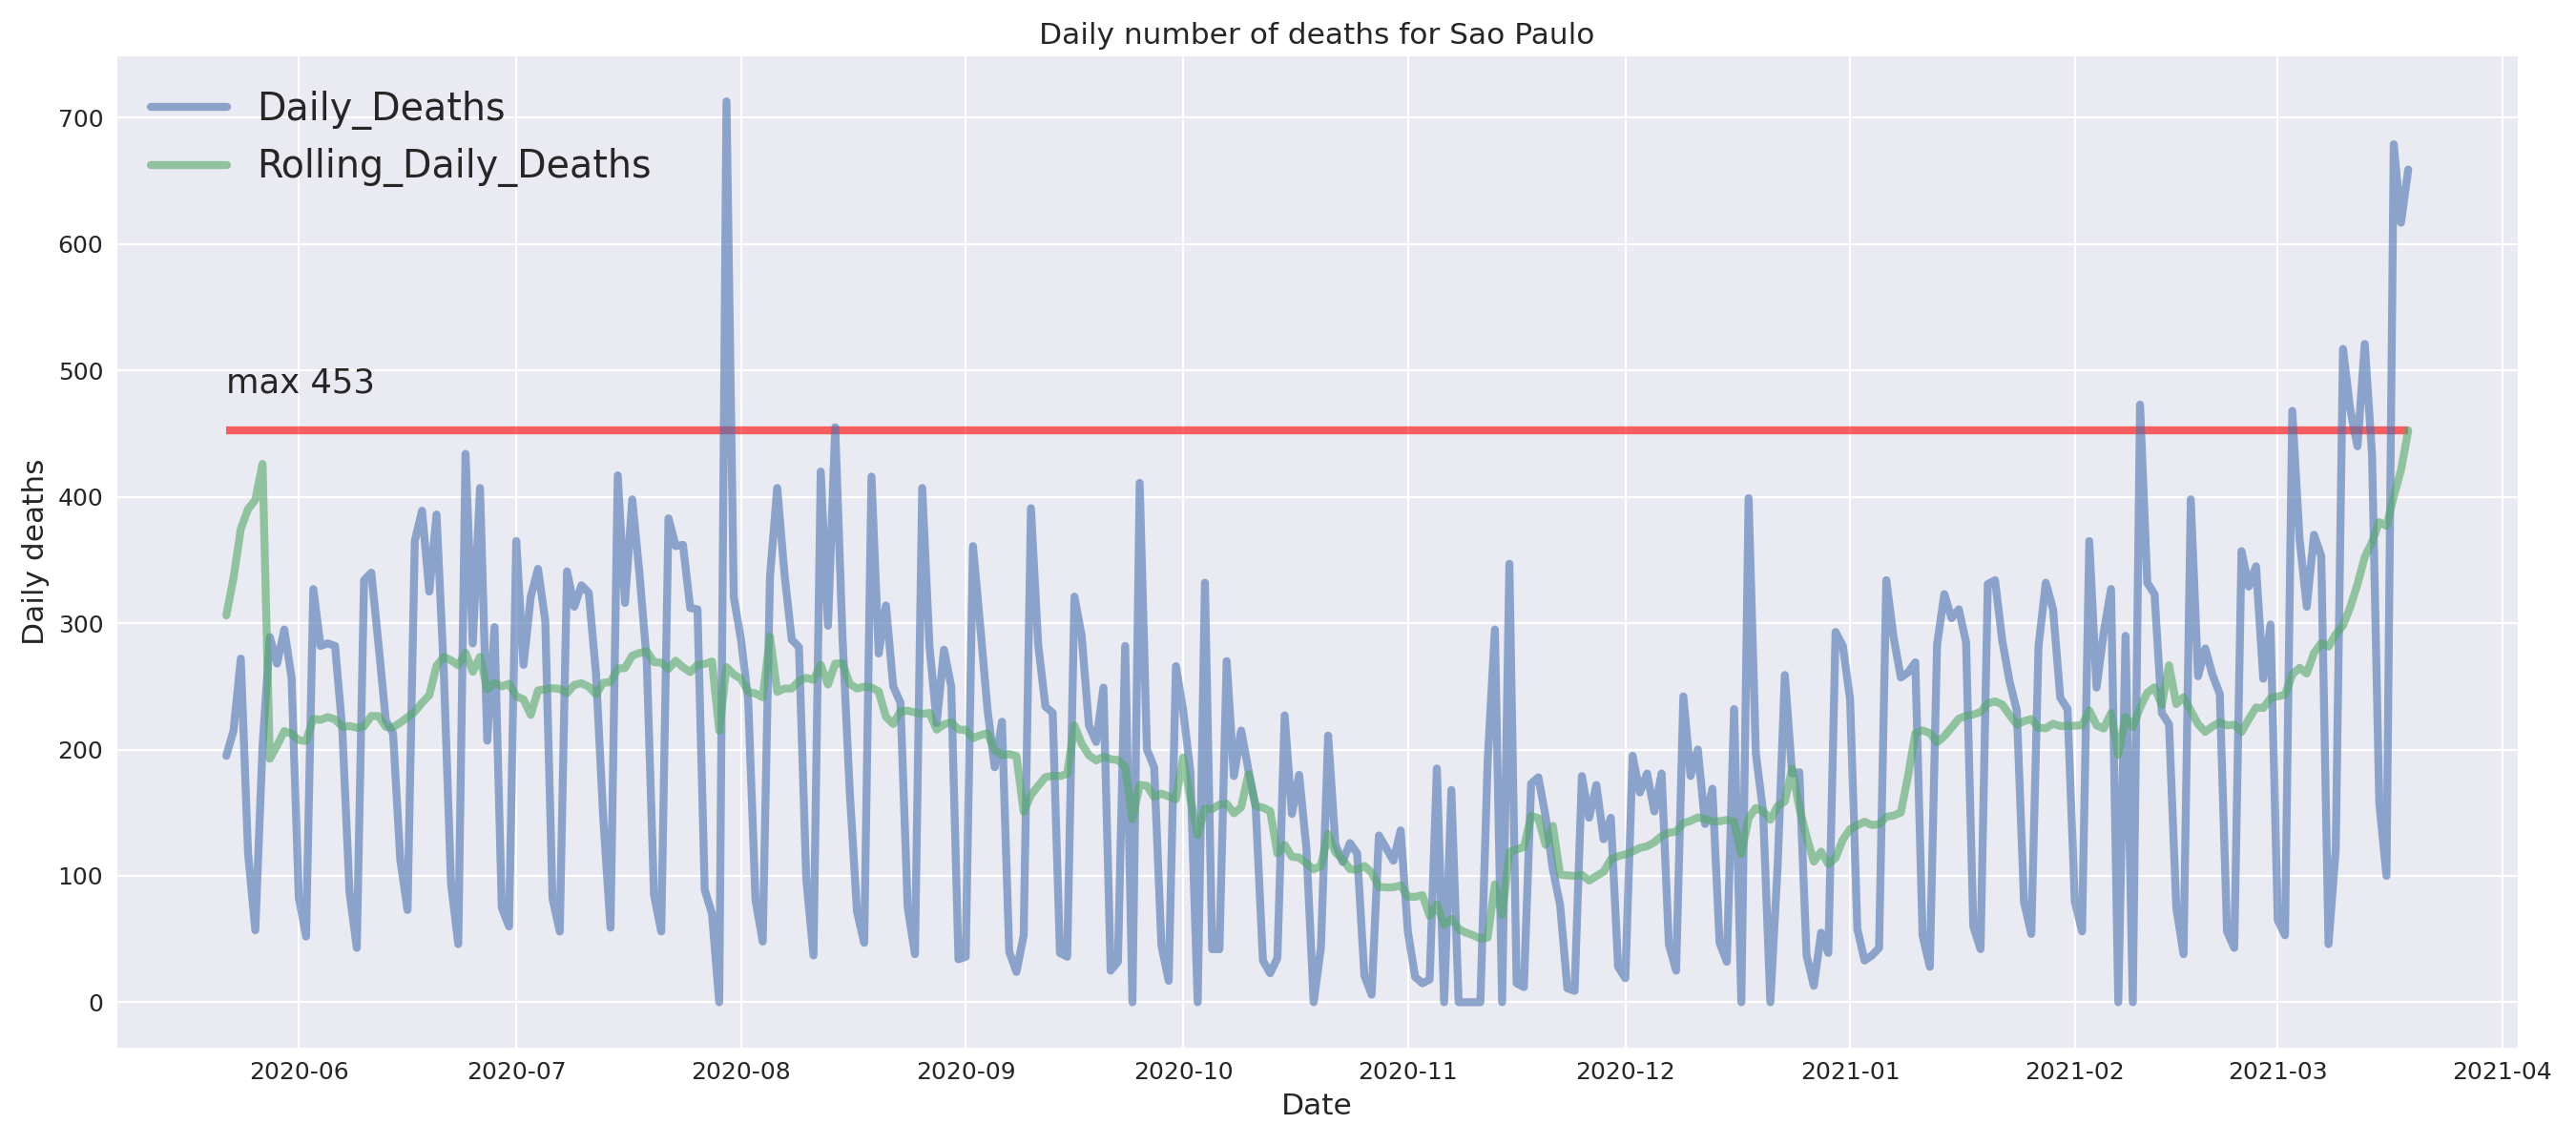 Daily number of deaths for Sao Paulo
Daily_Deaths
Rolling_Daily_Deaths
max 453
Daily deaths
700
600
500
400
300
200
100
0
2020-06 2020-07 2020-08 2020-09 2020-10 2020-11 2020-12 2021-01 2021-02 2021-03 2021-04
Date